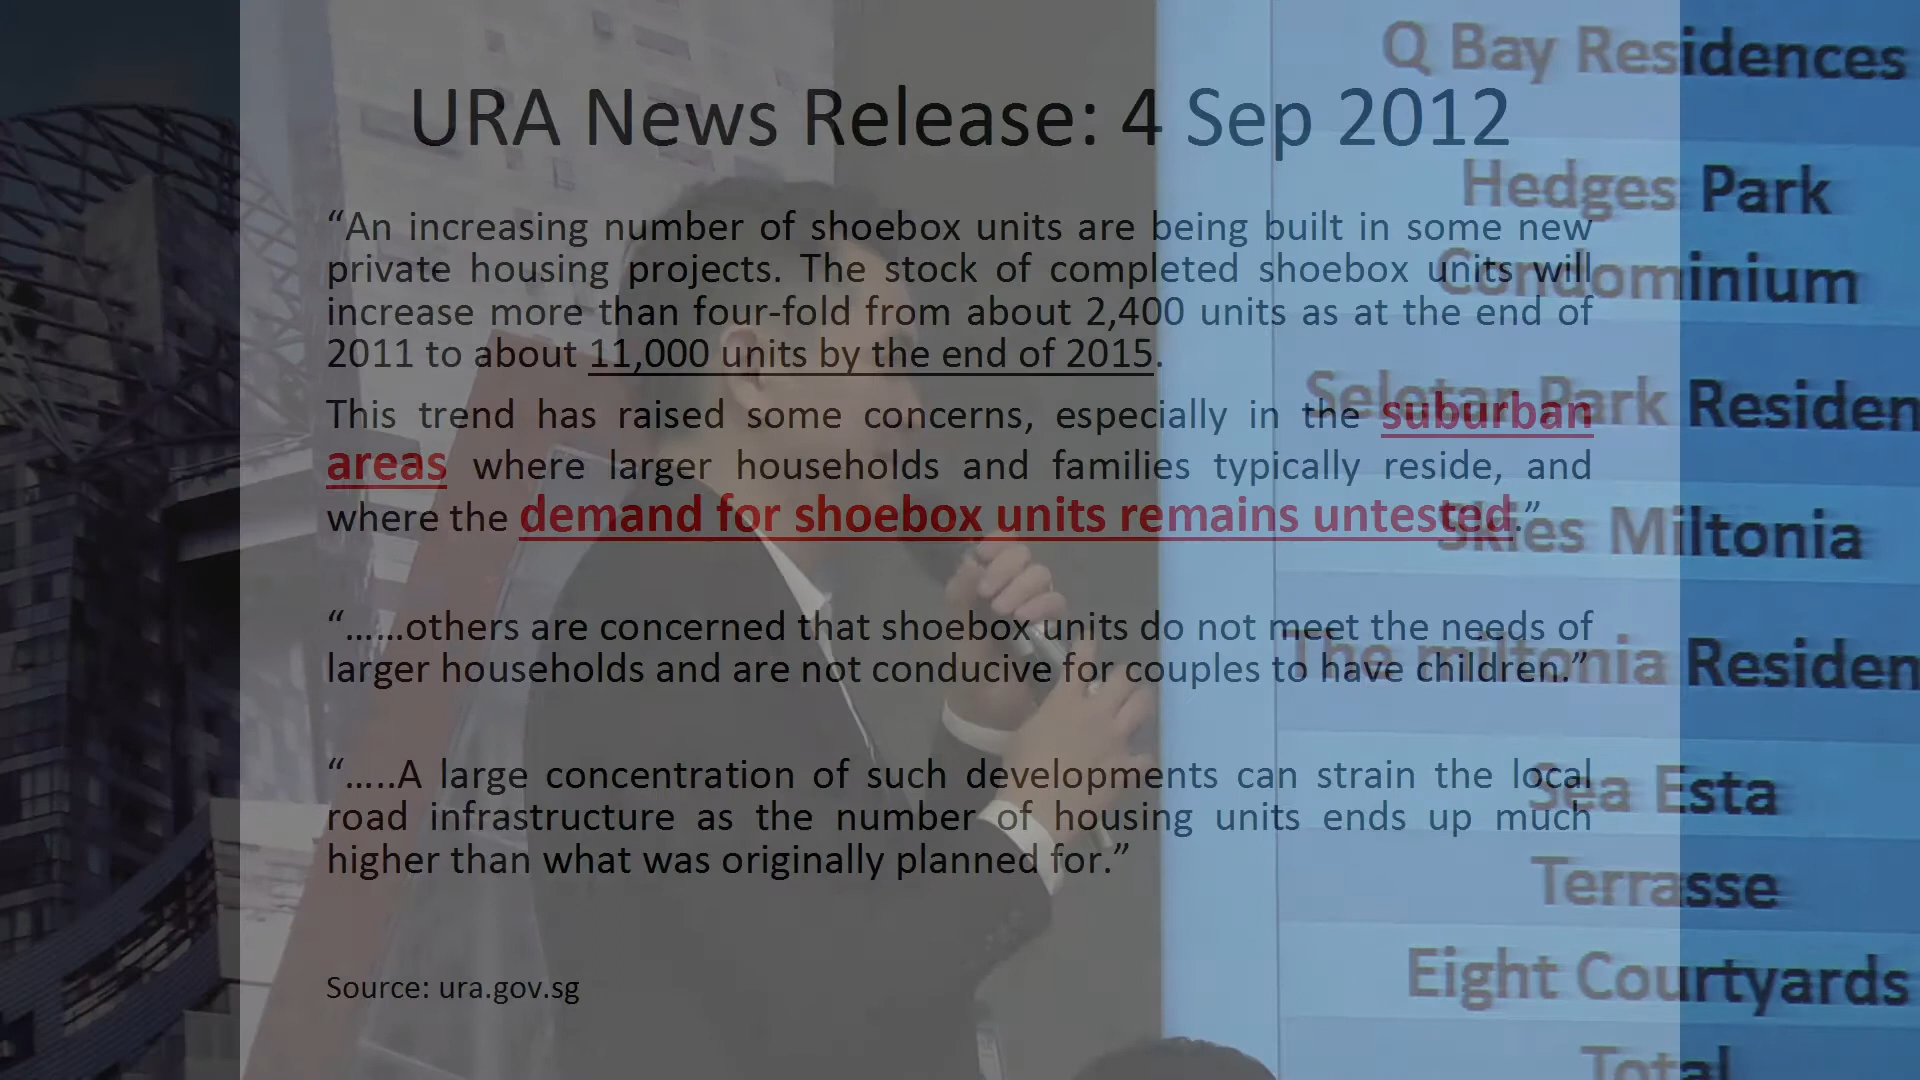 URA News Release: 4 Sep 2012
“An increasing number of shoebox units are being built in some new
private housing projects. The stock of completed shoebox units will
increase more than four-fold from about 2,400 units as at the end of
2011 to about 11,000 units by the end of 2015.
This trend has raised some concerns, especially in the suburban
areas where larger households and families typically reside, and
where the demand for shoebox units remains untested.”
“……others are concerned that shoebox units do not meet the needs of
larger households and are not conducive for couples to have children.”
“…..A large concentration of such developments can strain the local
road infrastructure as the number of housing units ends up much
higher than what was originally planned for.”
Source: ura.gov.sg
Q Bay Residences
Hedges Park
Condominium
Seletar Park Residen
Skies Miltonia
The miltonia Residen
Sea Esta
Terrasse
Eight Courtyards
Total